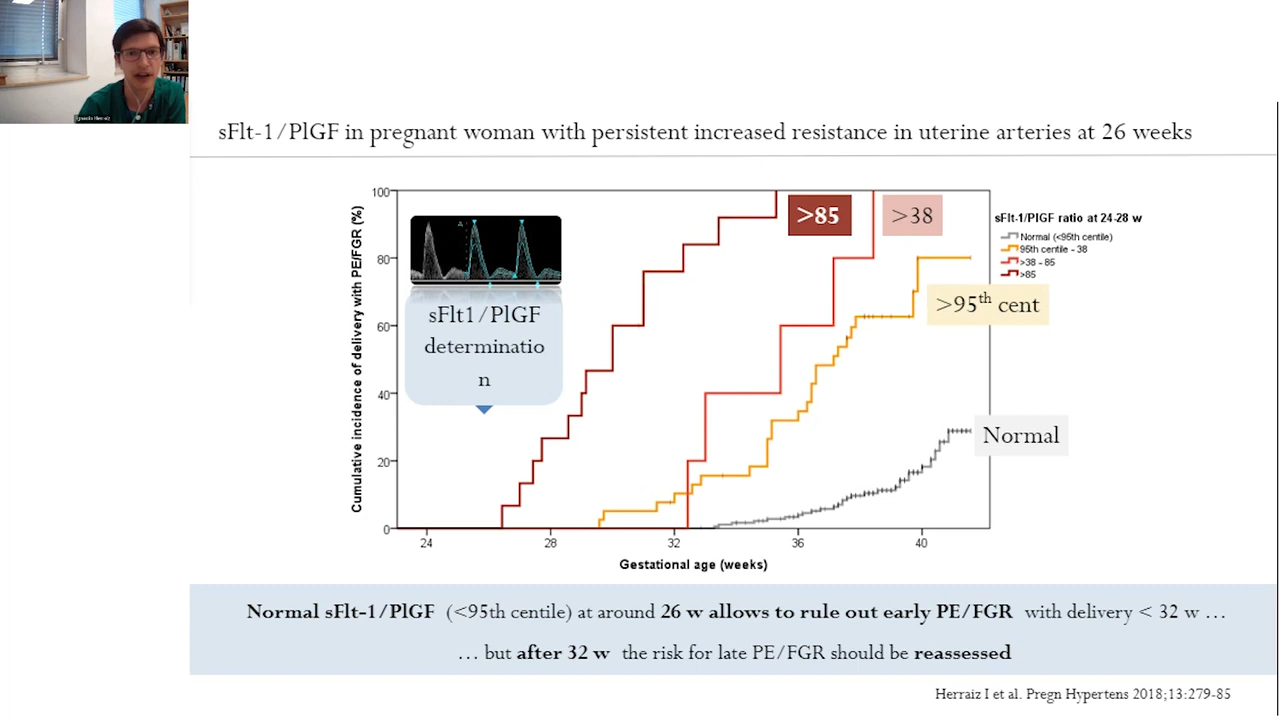 Ignacio Herraiz
sFlt-1/PlGF in pregnant woman with persistent increased resistance in uterine arteries at 26 weeks
Cumulative incidence of delivery with PE/FGR (%)
100
80
60
40
20
0
sFlt1/PlGF
determinatio
n
>85
>38
>95th cent
Normal
sFlt-1/PlGF ratio at 24-28 w
Normal (<95th centile)
95th centile - 38
>38 - 85
>85
24
28
32
36
40
Gestational age (weeks)
Normal sFlt-1/PlGF (<95th centile) at around 26 w allows to rule out early PE/FGR with delivery < 32 w …
… but after 32 w the risk for late PE/FGR should be reassessed
Herraiz I et al. Pregn Hypertens 2018;13:279-85